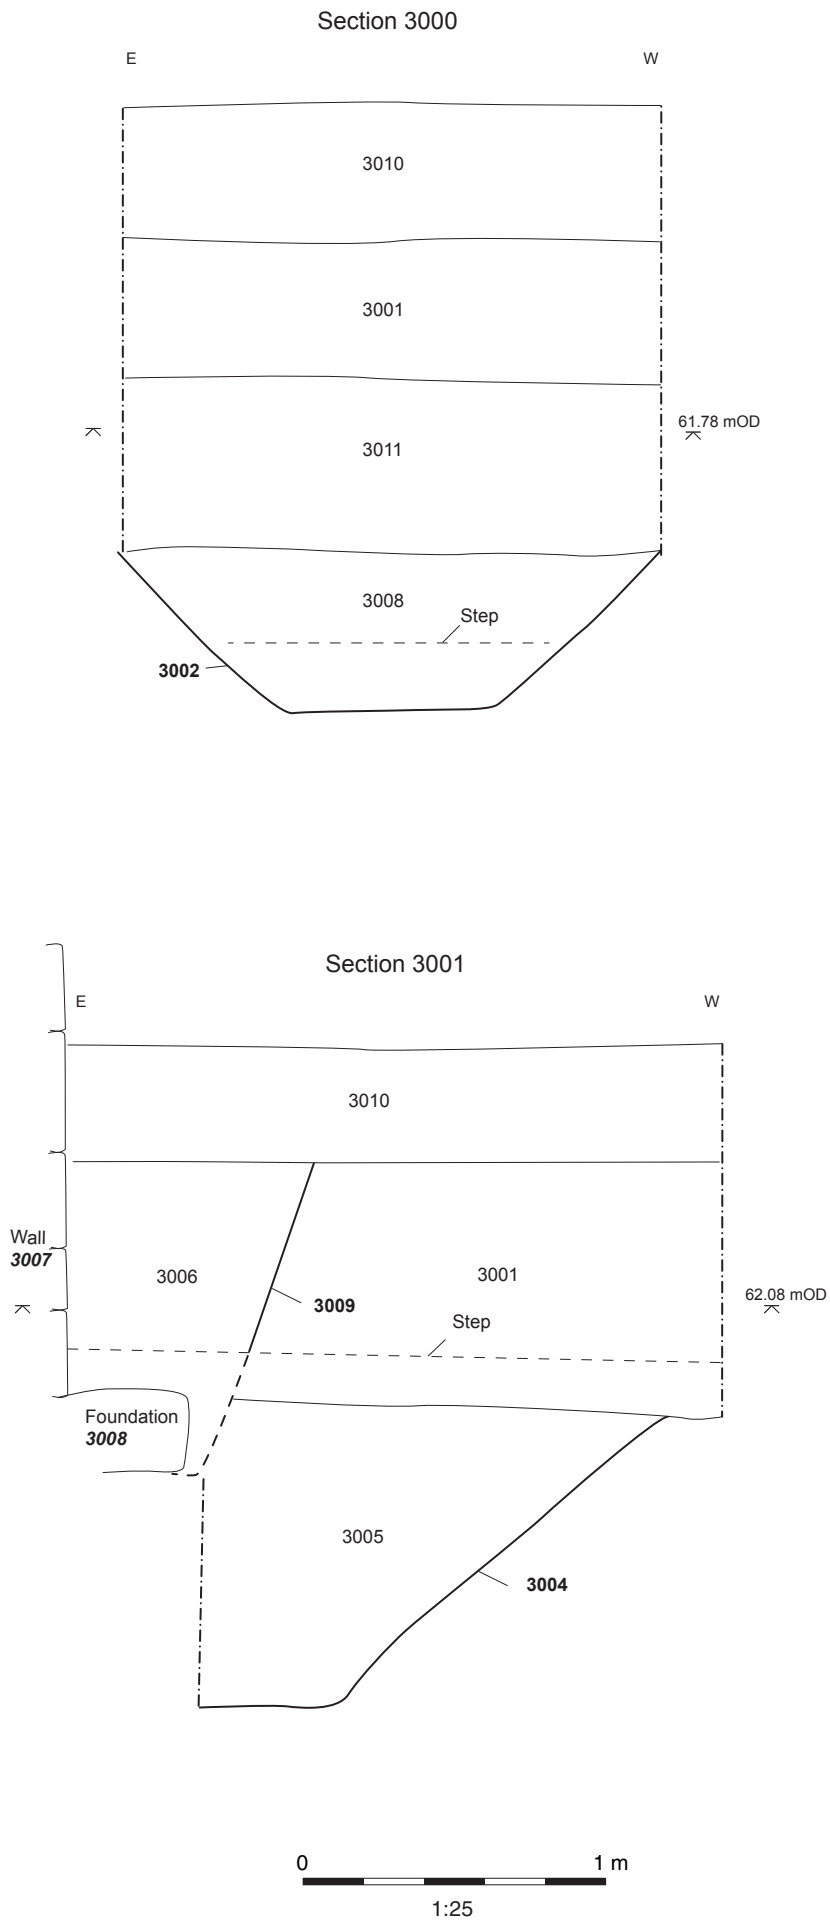 Section 3000
E W
3010
3001
61.78 mOD
3011
3008
Step
3002
Section 3001
E W
3010
Wall
3007
3006
3001
3009
62.08 mOD
Step
Foundation
3008
3005
3004
0 1 m
1:25